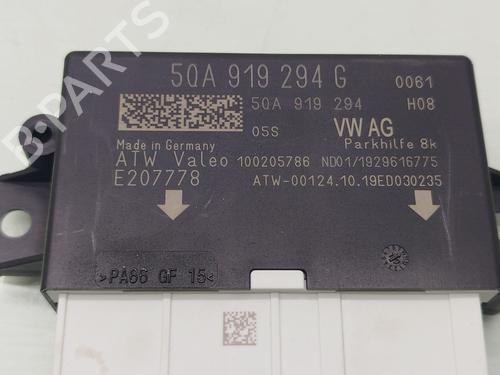 5QA 919 294 G 0061
5QA 919 294 H08
05S VW AG
Made in Germany Parkhilfe 8k
ATW Valeo 100205786 ND01/1929616775
E207778 ATW-00124.10.19ED030235
>PA66 GF 15<
B-PARTS